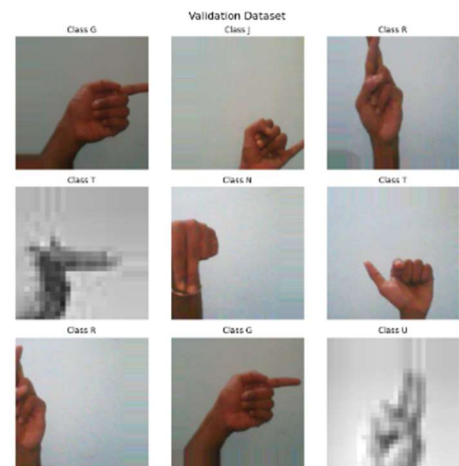 Validation Dataset
Class G
Class J
Class R
Class T
Class N
Class T
Class R
Class G
Class U